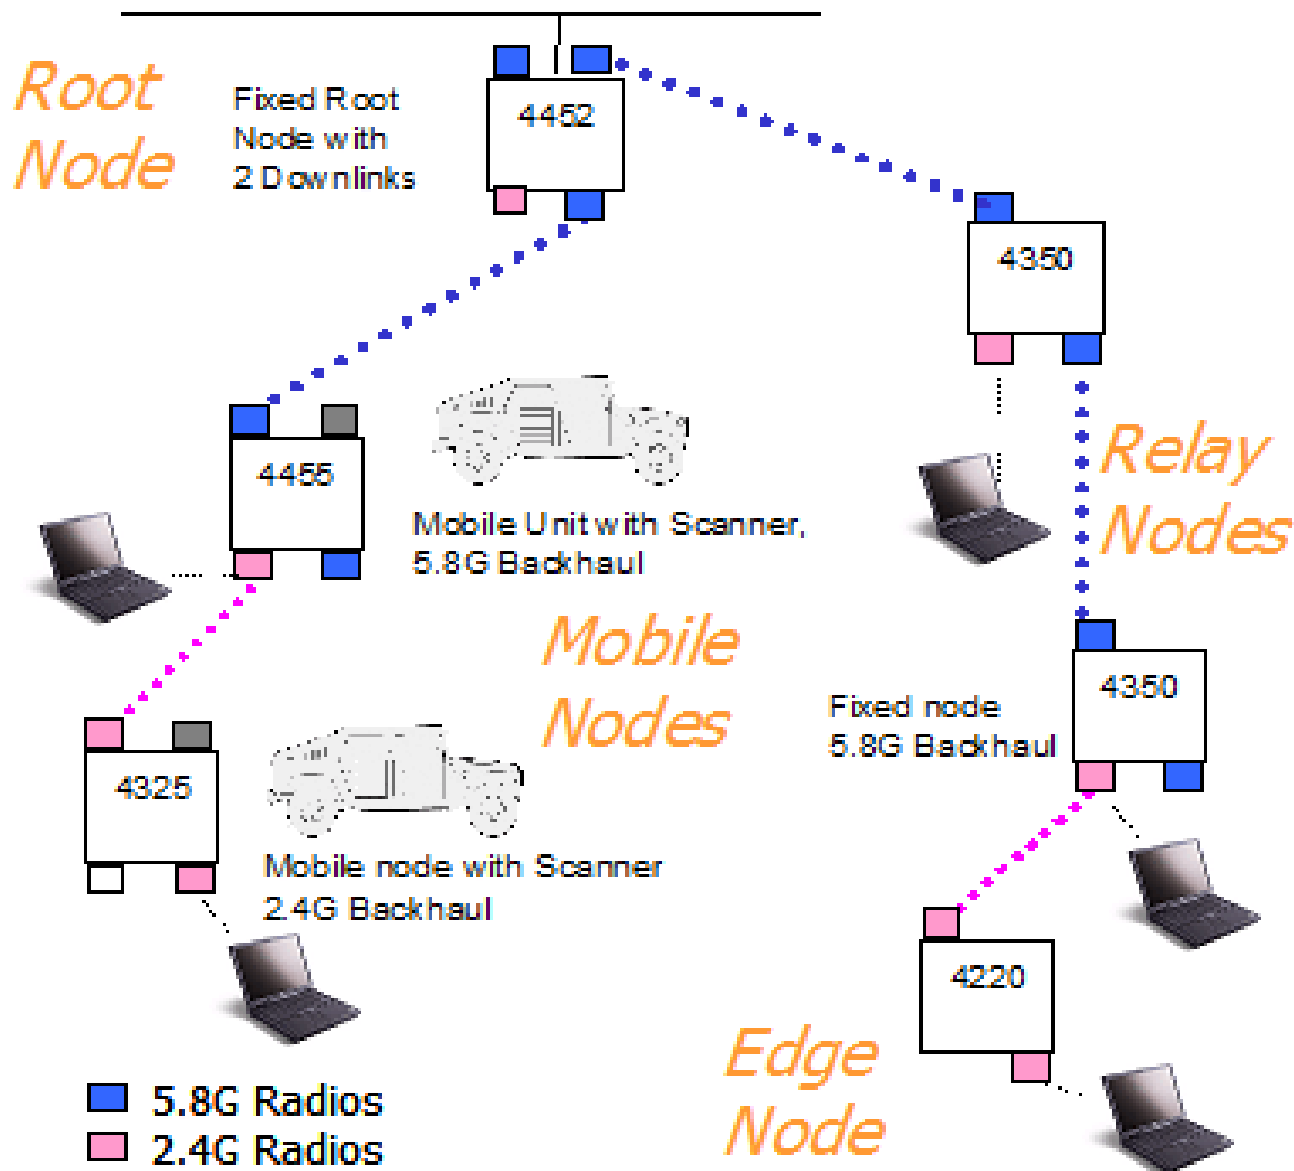 Root
Node
Fixed Root
Node with
2 Downlinks
4452
4350
4455
Mobile Unit with Scanner,
5.8G Backhaul
Relay
Nodes
Mobile
Nodes
4325
Mobile node with Scanner
2.4G Backhaul
Fixed node
5.8G Backhaul
4350
4220
Edge
Node
5.8G Radios
2.4G Radios